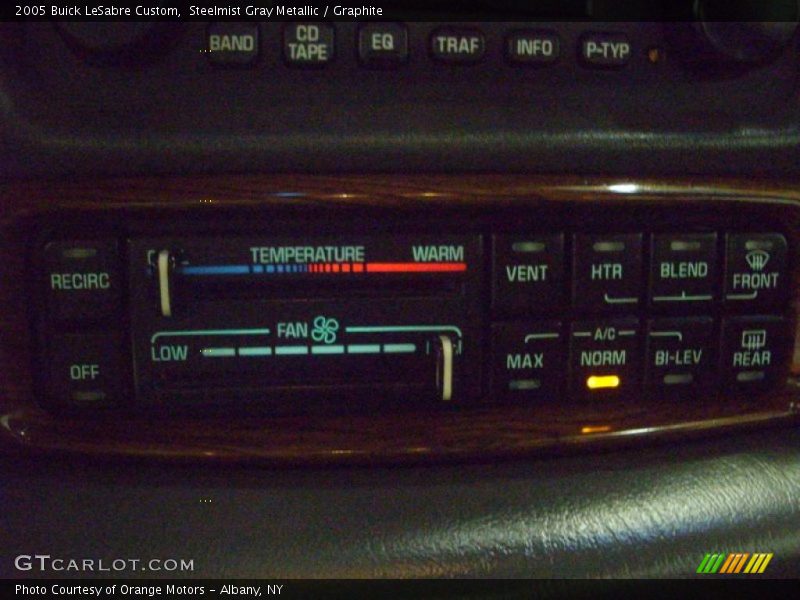 2005 Buick LeSabre Custom, Steelmist Gray Metallic / Graphite
BAND CD TAPE EQ TRAF INFO P-TYP
RECIRC
OFF
TEMPERATURE WARM
FAN
LOW
VENT HTR BLEND FRONT
MAX A/C NORM BI-LEV REAR
GTCARLOT.COM
Photo Courtesy of Orange Motors - Albany, NY